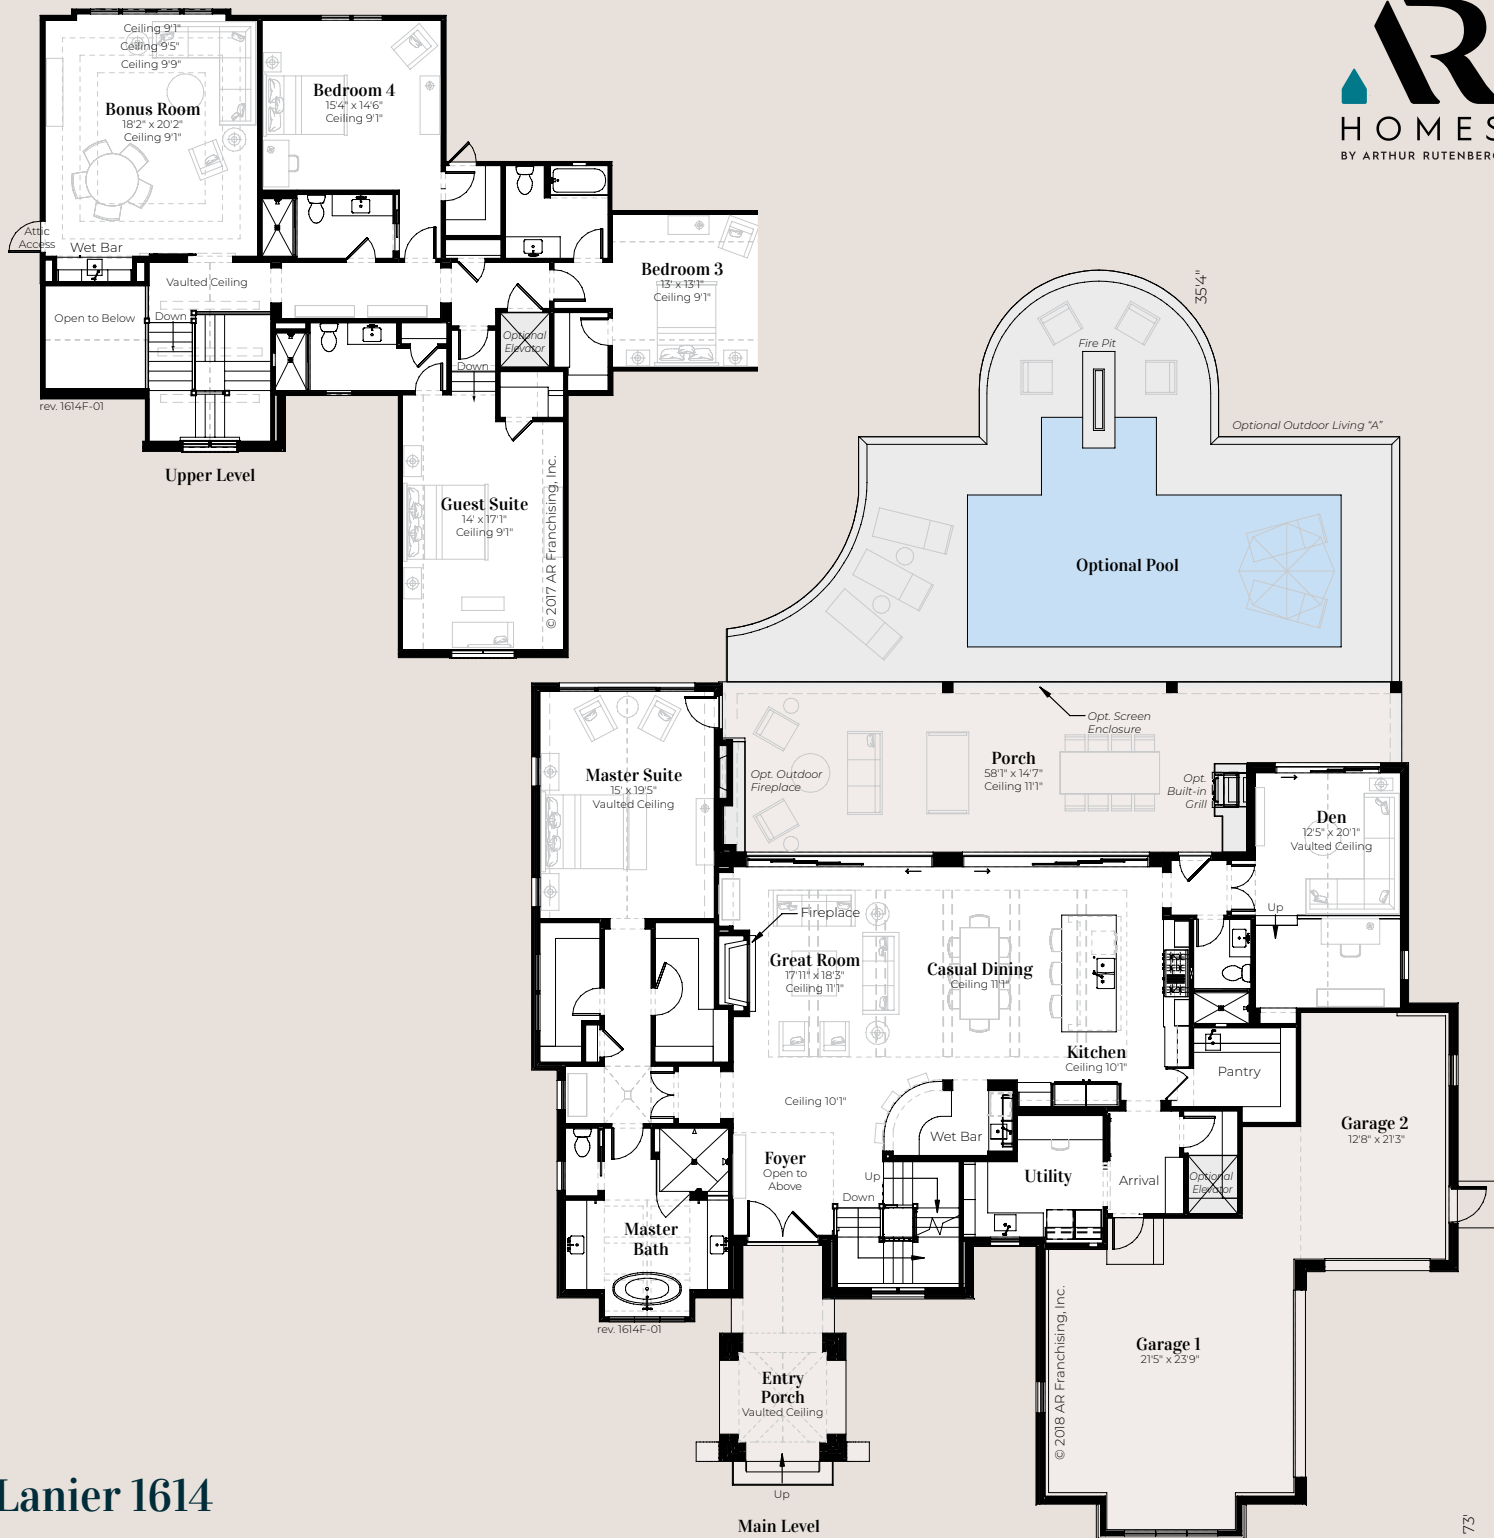 AR
HOMES
BY ARTHUR RUTENBERG
Ceiling 9'1"
Ceiling 9'5"
Ceiling 9'9"
Bonus Room
18'2" x 20'2"
Ceiling 9'1"
Bedroom 4
15'4" x 14'6"
Ceiling 9'1"
Attic
Access
Wet Bar
Vaulted Ceiling
Open to Below
Down
Bedroom 3
13' x 13'1"
Ceiling 9'1"
Optional
Elevator
Down
rev. 1614F-01
Upper Level
Guest Suite
14' x 17'1"
Ceiling 9'1"
© 2017 AR Franchising, Inc.
35'4"
Fire Pit
Optional Outdoor Living "A"
Optional Pool
Opt. Screen
Enclosure
Master Suite
15' x 19'5"
Vaulted Ceiling
Opt. Outdoor
Fireplace
Porch
58'1" x 14'7"
Ceiling 11'1"
Opt.
Built-in
Grill
Den
12'5" x 20'1"
Vaulted Ceiling
Up
Fireplace
Great Room
17'11" x 18'3"
Ceiling 11'1"
Casual Dining
Ceiling 11'1"
Kitchen
Ceiling 10'1"
Pantry
Ceiling 10'1"
Wet Bar
Garage 2
12'8" x 21'3"
Foyer
Open to
Above
Up
Down
Utility
Arrival
Optional
Elevator
Master
Bath
rev. 1614F-01
© 2018 AR Franchising, Inc.
Garage 1
21'5" x 23'9"
Entry
Porch
Vaulted Ceiling
Up
Lanier 1614
Main Level
73'